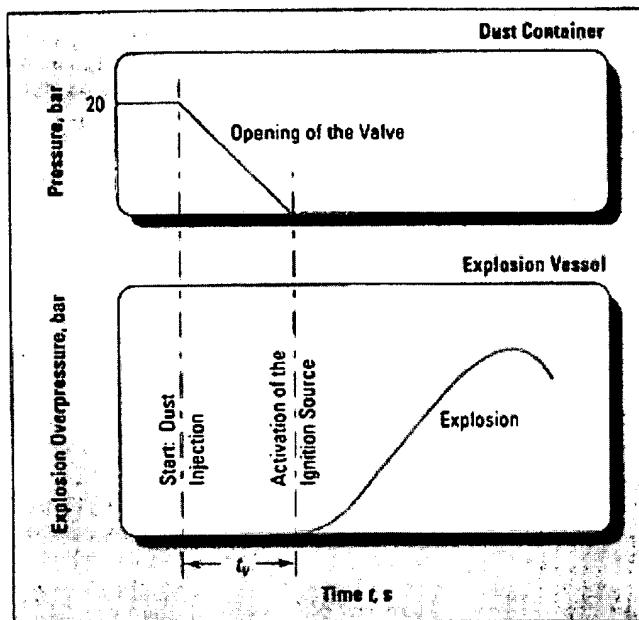 Dust Container
Pressure, bar
20
Opening of the Valve
Explosion Vessel
Explosion Overpressure, bar
Start: Dust
Injection
Activation of the
Ignition Source
Explosion
tv
Time t, s